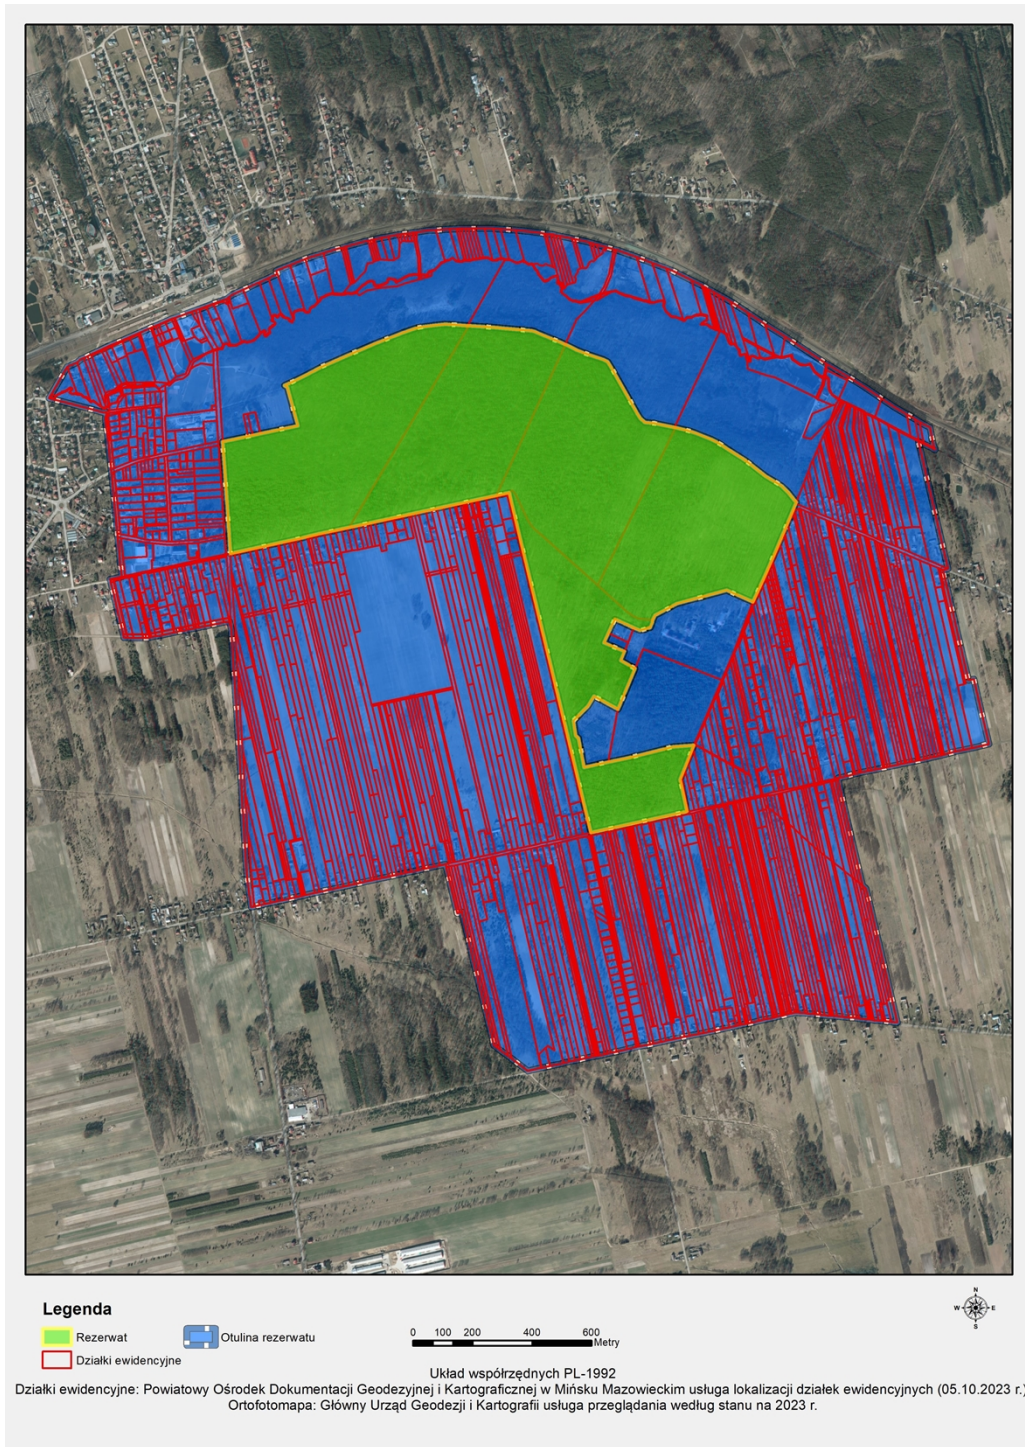 Legenda
Rezerwat
Otulina rezerwatu
Działki ewidencyjne
0 100 200 400 600
Metry
N
W E
S
Układ współrzędnych PL-1992
Działki ewidencyjne: Powiatowy Ośrodek Dokumentacji Geodezyjnej i Kartograficznej w Mińsku Mazowieckim usługa lokalizacji działek ewidencyjnych (05.10.2023 r.)
Ortofotomapa: Główny Urząd Geodezji i Kartografii usługa przeglądania według stanu na 2023 r.